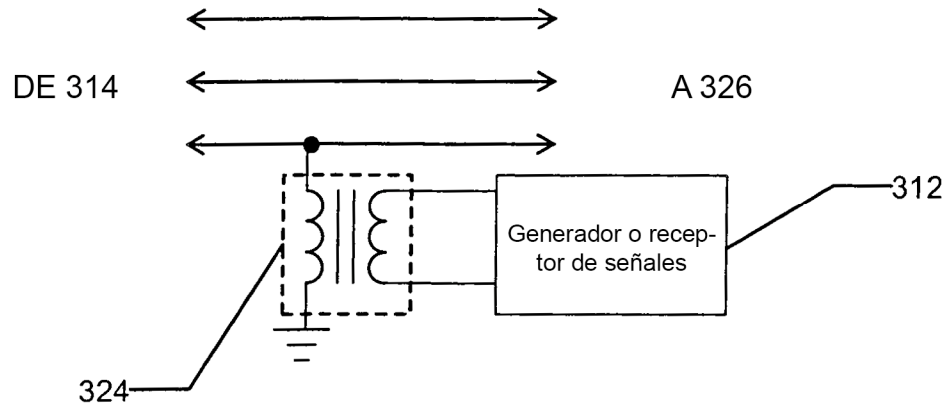 DE 314
A 326
312
Generador o recep-
tor de señales
324